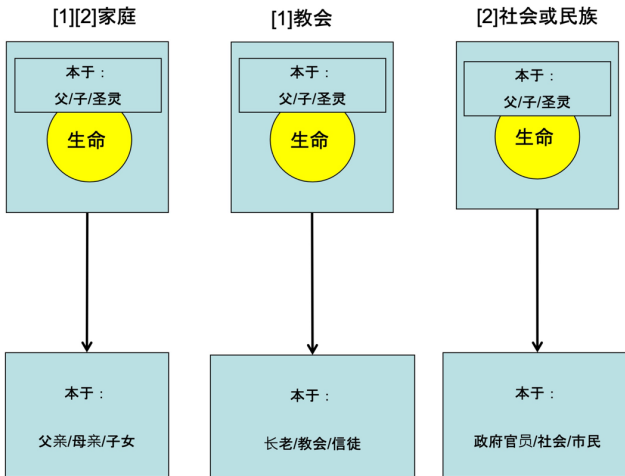 [1][2]家庭
[1]教会
[2]社会或民族
本于：
父/子/圣灵
生命
本于：
父/子/圣灵
生命
本于：
父/子/圣灵
生命
本于：
父亲/母亲/子女
本于：
长老/教会/信徒
本于：
政府官员/社会/市民